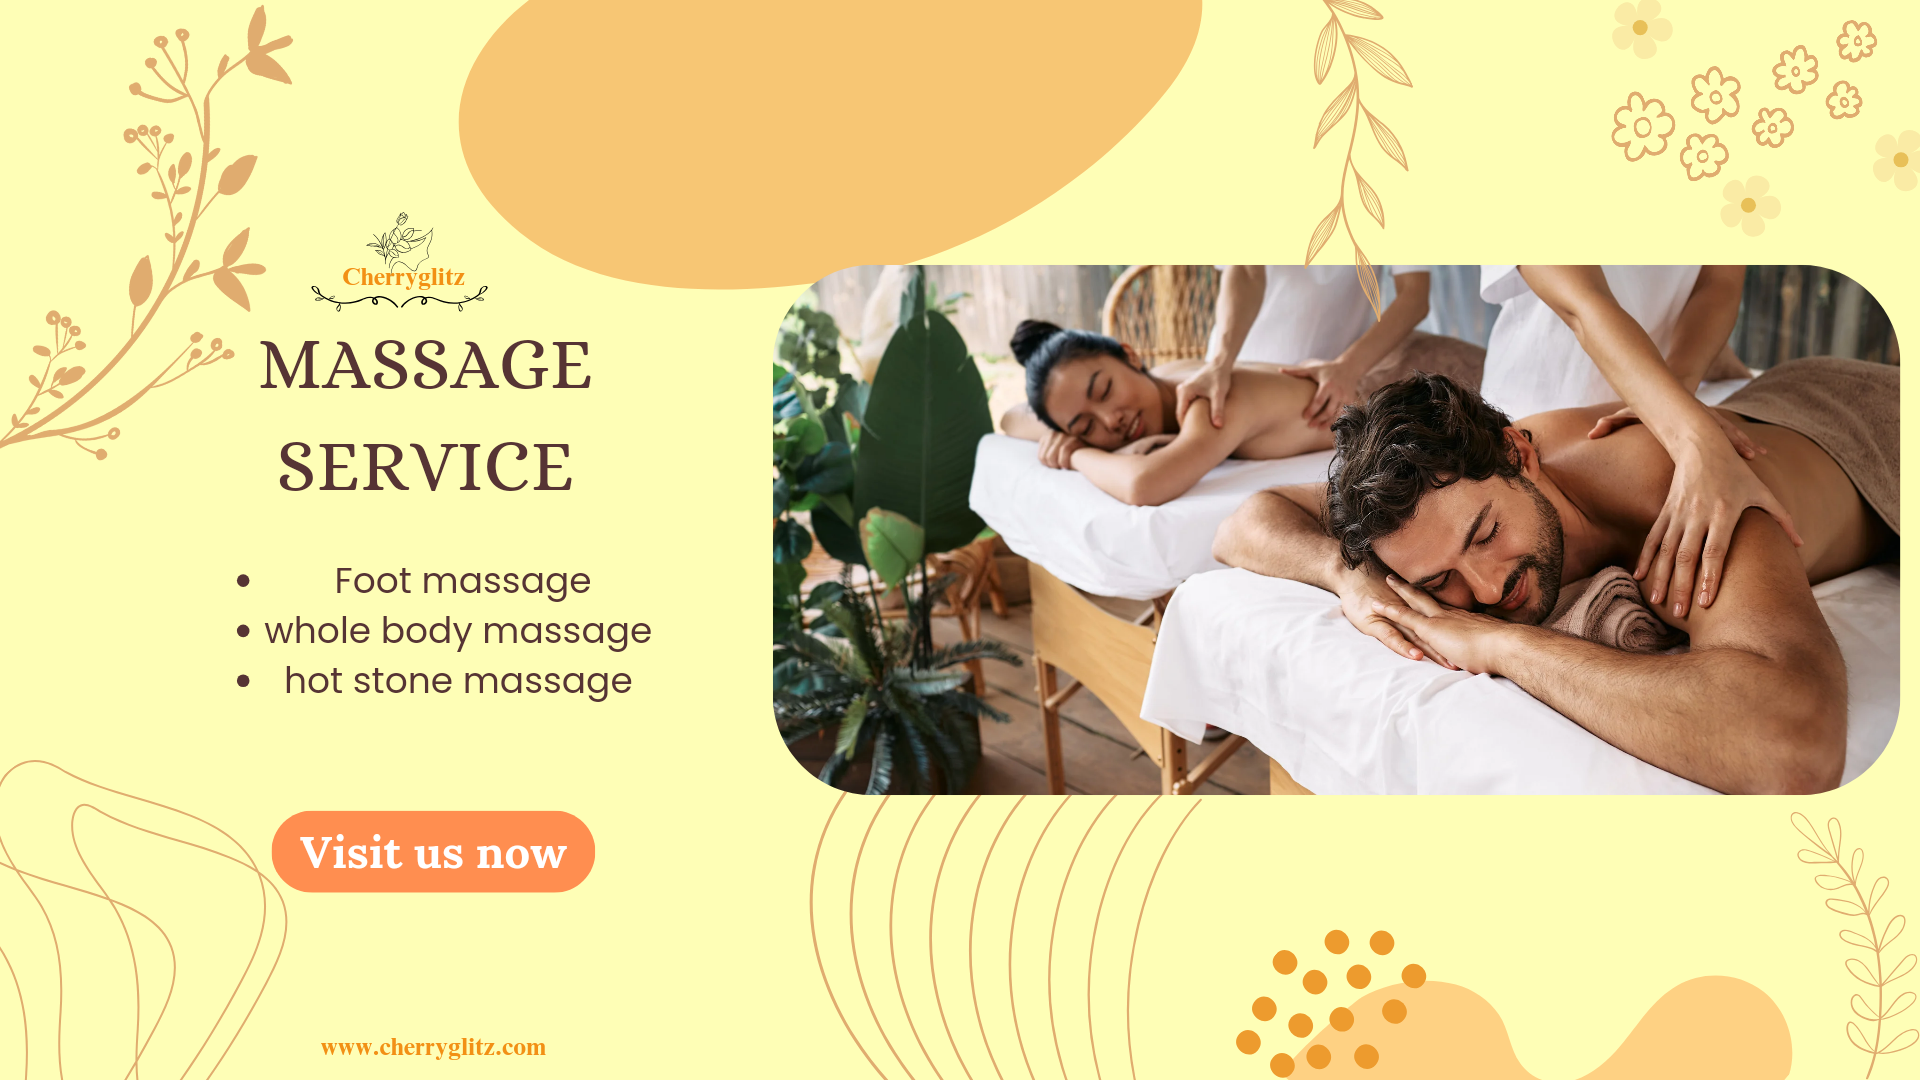 Cherryglitz
MASSAGE
SERVICE
• Foot massage
• whole body massage
• hot stone massage
Visit us now
www.cherryglitz.com